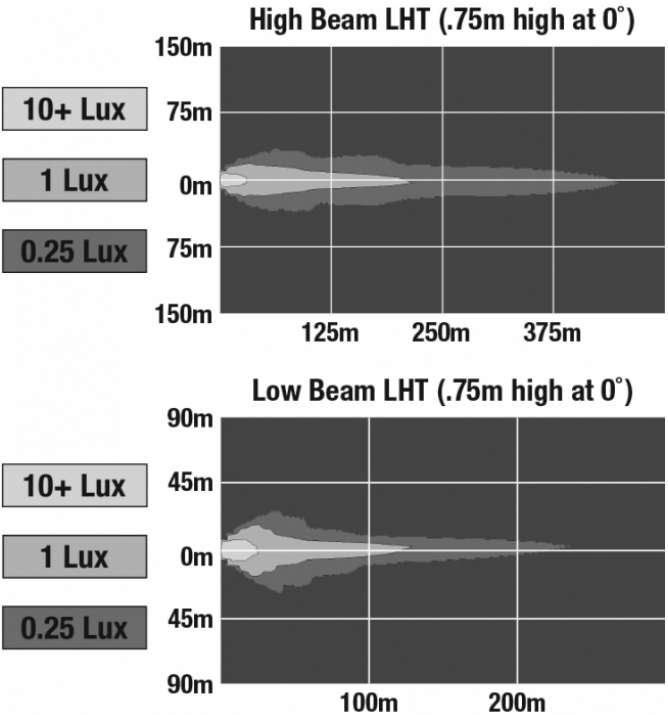 High Beam LHT (.75m high at 0˚)
150m
75m
0m
75m
150m
10+ Lux
1 Lux
0.25 Lux
125m 250m 375m
Low Beam LHT (.75m high at 0˚)
90m
45m
0m
45m
90m
10+ Lux
1 Lux
0.25 Lux
100m 200m